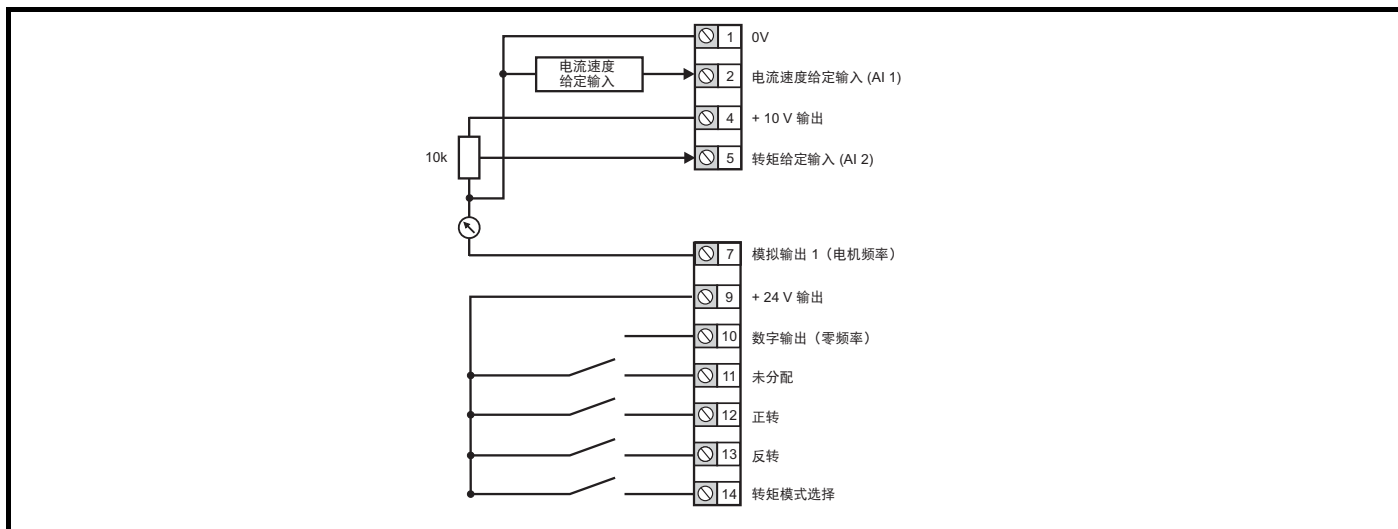 1 0V
电流速度
给定输入
2 电流速度给定输入 (AI 1)
4 + 10 V 输出
10k
5 转矩给定输入 (AI 2)
7 模拟输出 1（电机频率）
9 + 24 V 输出
10 数字输出（零频率）
11 未分配
12 正转
13 反转
14 转矩模式选择